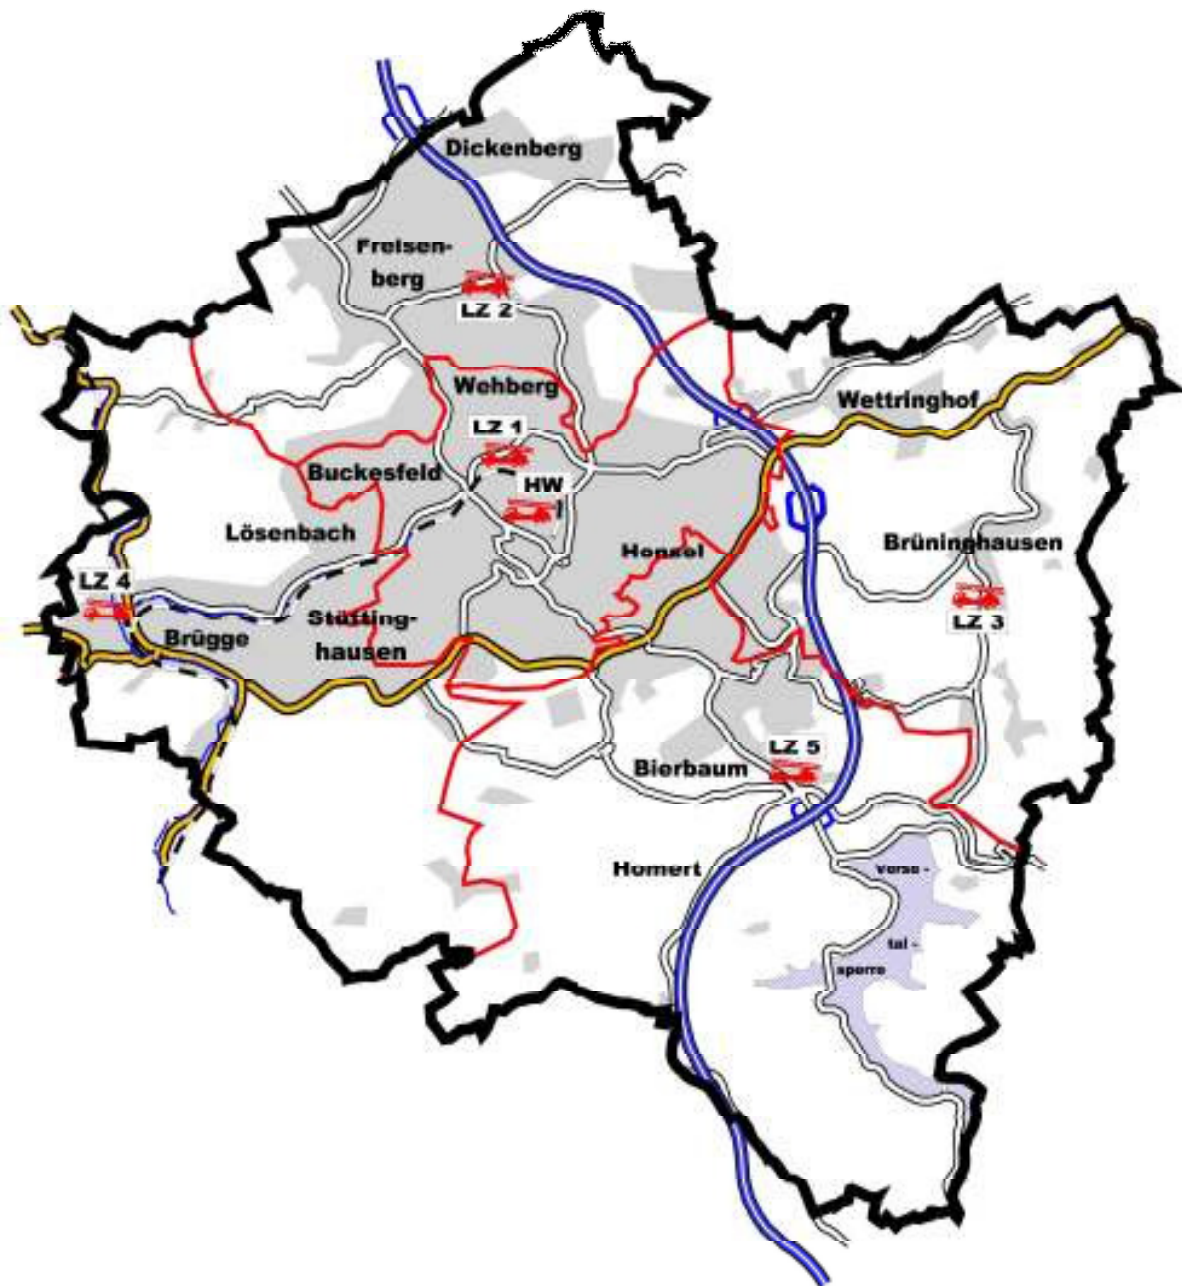 Dickenberg
Freisen-
berg
LZ 2
Wehberg
Wettringhof
LZ 1
Buckesfeld
HW
Lösenbach
Honsel
Brüninghausen
LZ 4
LZ 3
Stütting-
hausen
Brügge
LZ 5
Bierbaum
Homert
verse -
tal -
sperre